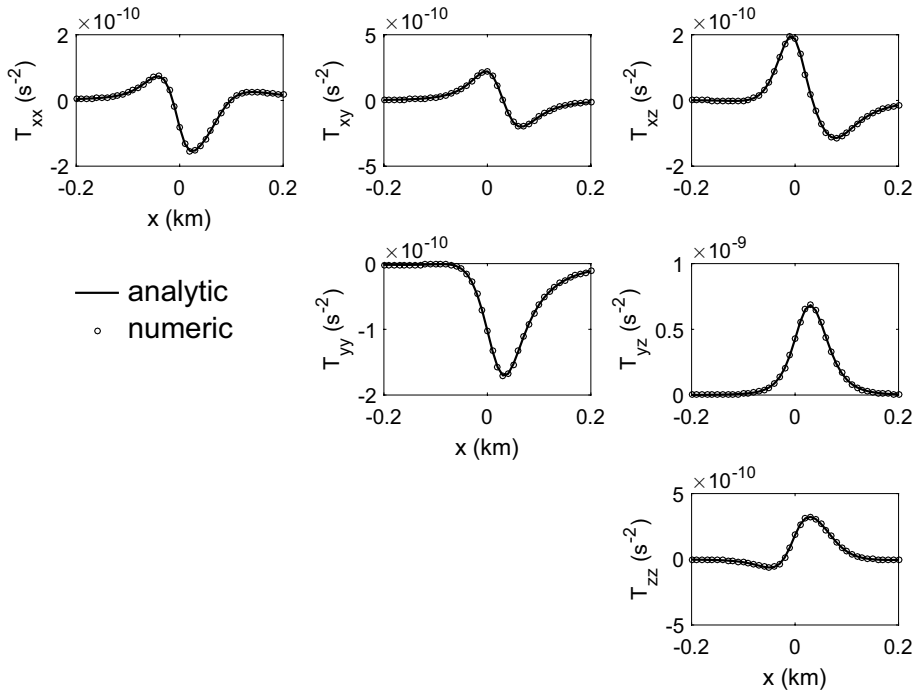 ×10⁻¹⁰ ×10⁻¹⁰ ×10⁻¹⁰
2 5 2
T_xx (s⁻²) 0 T_xy (s⁻²) 0 T_xz (s⁻²) 0
-2 -5 -2
-0.2 0 0.2 -0.2 0 0.2 -0.2 0 0.2
x (km)
×10⁻¹⁰ ×10⁻⁹
0 1
analytic
numeric
T_yy (s⁻²) -1 T_yz (s⁻²) 0.5
-2 0
-0.2 0 0.2 -0.2 0 0.2
x (km)
×10⁻¹⁰
5
T_zz (s⁻²) 0
-5
-0.2 0 0.2
x (km)